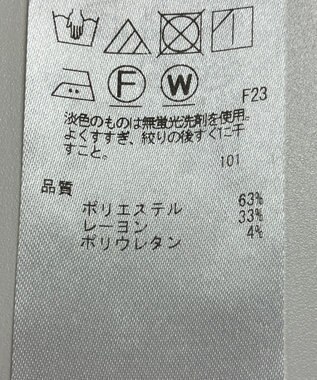 F W F23
淡色のものは無蛍光洗剤を使用。
よくすすぎ、絞りの後すぐに干
すこと。
101
品質
ポリエステル 63%
レーヨン 33%
ポリウレタン 4%